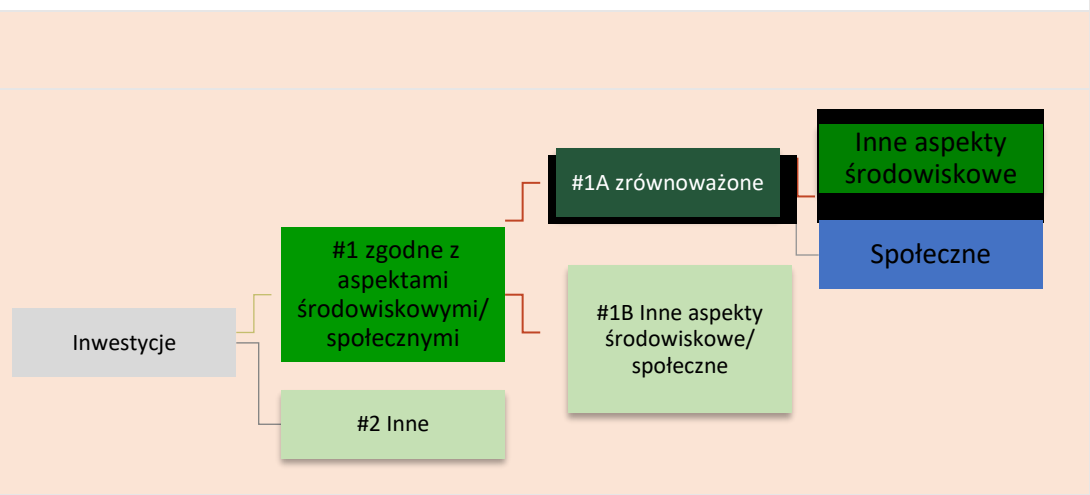 Inwestycje
#1 zgodne z
aspektami
środowiskowymi/
społecznymi
#2 Inne
#1A zrównoważone
#1B Inne aspekty
środowiskowe/
społeczne
Inne aspekty
środowiskowe
Społeczne